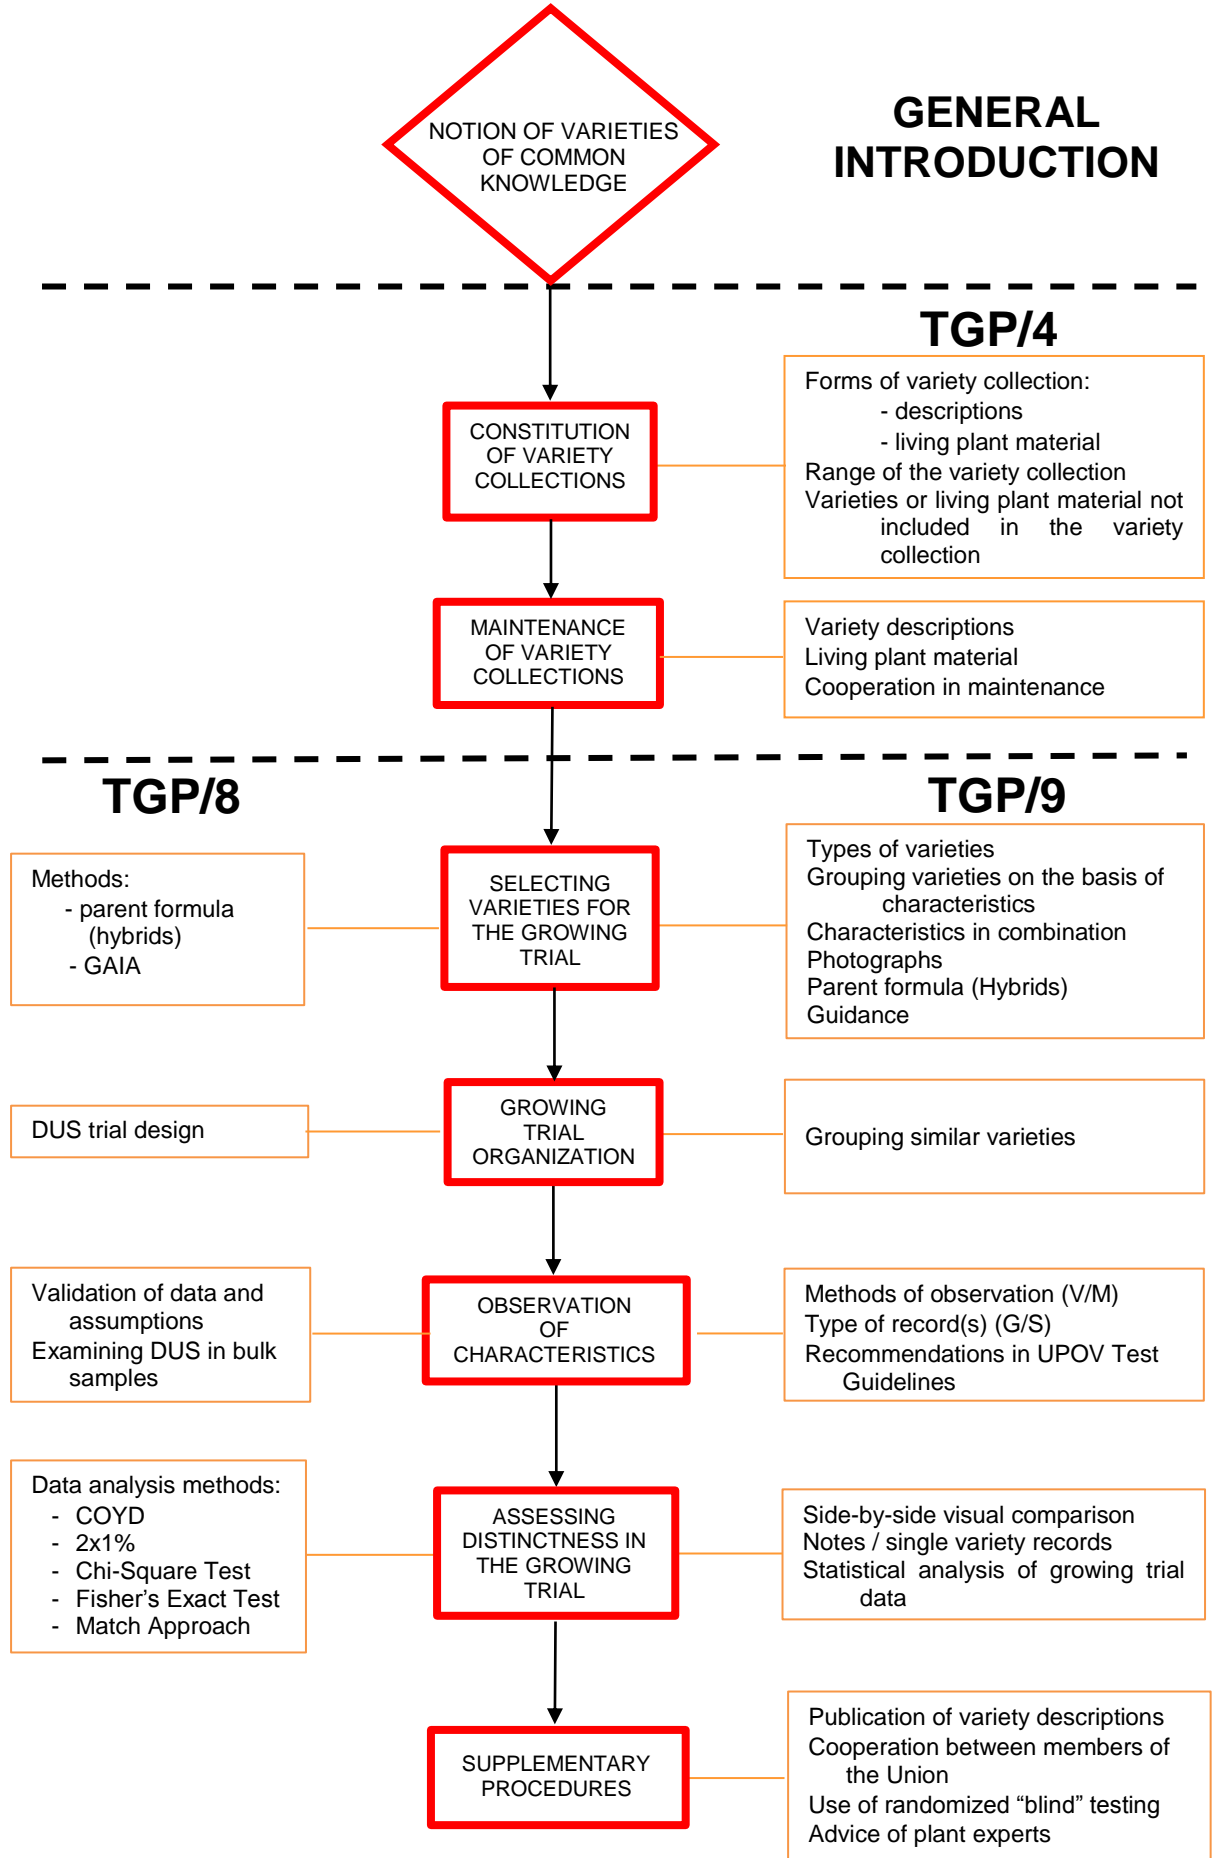 NOTION OF VARIETIES
OF COMMON
KNOWLEDGE
GENERAL
INTRODUCTION
TGP/4
CONSTITUTION
OF VARIETY
COLLECTIONS
Forms of variety collection:
- descriptions
- living plant material
Range of the variety collection
Varieties or living plant material not
included in the variety
collection
MAINTENANCE
OF VARIETY
COLLECTIONS
Variety descriptions
Living plant material
Cooperation in maintenance
TGP/8
TGP/9
Methods:
- parent formula
(hybrids)
- GAIA
SELECTING
VARIETIES FOR
THE GROWING
TRIAL
Types of varieties
Grouping varieties on the basis of
characteristics
Characteristics in combination
Photographs
Parent formula (Hybrids)
Guidance
DUS trial design
GROWING
TRIAL
ORGANIZATION
Grouping similar varieties
Validation of data and
assumptions
Examining DUS in bulk
samples
OBSERVATION
OF
CHARACTERISTICS
Methods of observation (V/M)
Type of record(s) (G/S)
Recommendations in UPOV Test
Guidelines
Data analysis methods:
- COYD
- 2x1%
- Chi-Square Test
- Fisher’s Exact Test
- Match Approach
ASSESSING
DISTINCTNESS IN
THE GROWING
TRIAL
Side-by-side visual comparison
Notes / single variety records
Statistical analysis of growing trial
data
SUPPLEMENTARY
PROCEDURES
Publication of variety descriptions
Cooperation between members of
the Union
Use of randomized “blind” testing
Advice of plant experts